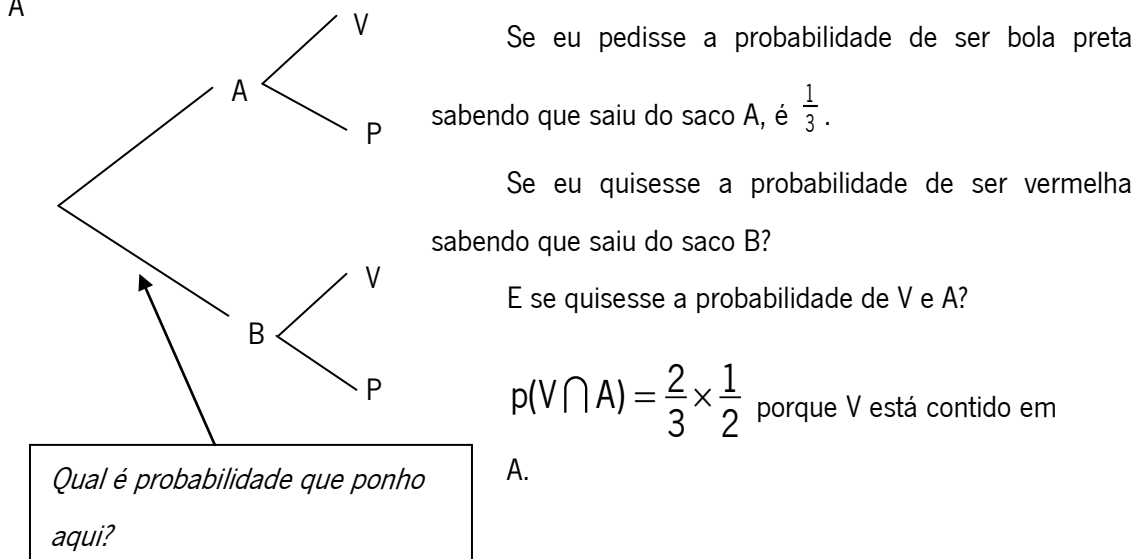 A
V
A
P
V
B
P
Qual é probabilidade que ponho
aqui?
Se eu pedisse a probabilidade de ser bola preta
sabendo que saiu do saco A, é 1/3 .
Se eu quisesse a probabilidade de ser vermelha
sabendo que saiu do saco B?
E se quisesse a probabilidade de V e A?
p(V ⋂ A) = 2/3 × 1/2 porque V está contido em
A.